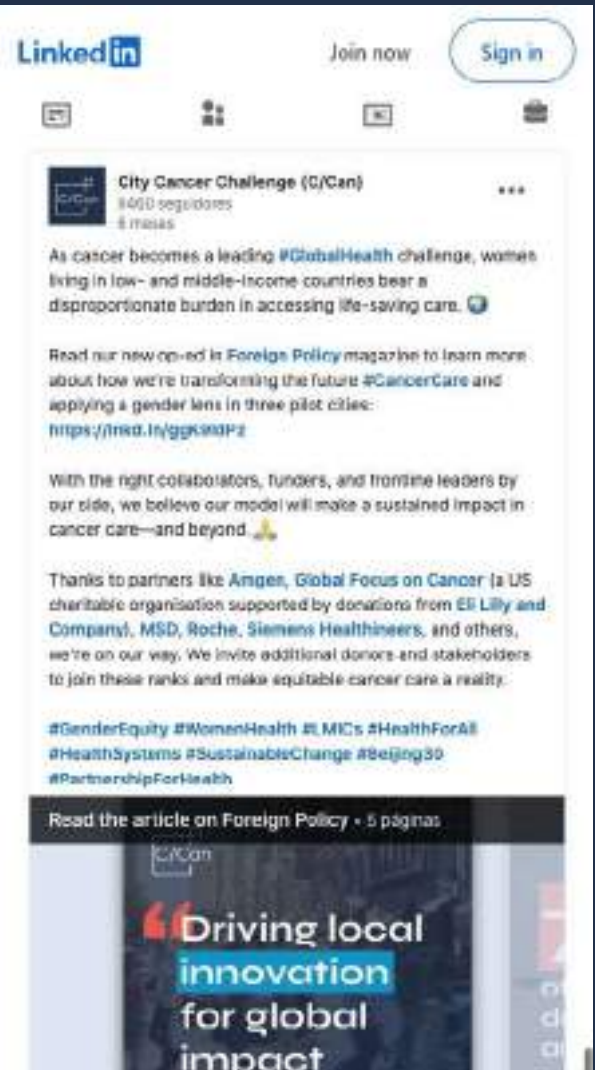 Linked in
Join now
Sign in
City Cancer Challenge (C/Can)
seguidores
As cancer becomes a leading #GlobalHealth challenge, women
living in low- and middle-income countries bear a
disproportionate burden in accessing life-saving care.
Read our new op-ed in Foreign Policy magazine to learn more
about how we're transforming the future #CancerCare and
applying a gender lens in three pilot cities:
With the right collaborators, funders, and frontline leaders by
our side, we believe our model will make a sustained impact in
cancer care—and beyond
Thanks to partners like Amgen, Global Focus on Cancer (a US
charitable organisation supported by donations from Eli Lilly and
Company), MSD, Roche, Siemens Healthineers, and others,
we're on our way. We invite additional donors and stakeholders
to join these ranks and make equitable cancer care a reality.
#GenderEquity #WomenHealth #LMICs #HealthForAll
#HealthSystems #SustainableChange #Beijing30
#PartnershipForHealth
Read the article on Foreign Policy • 5 páginas
C/Can
Driving local
innovation
for global
impact